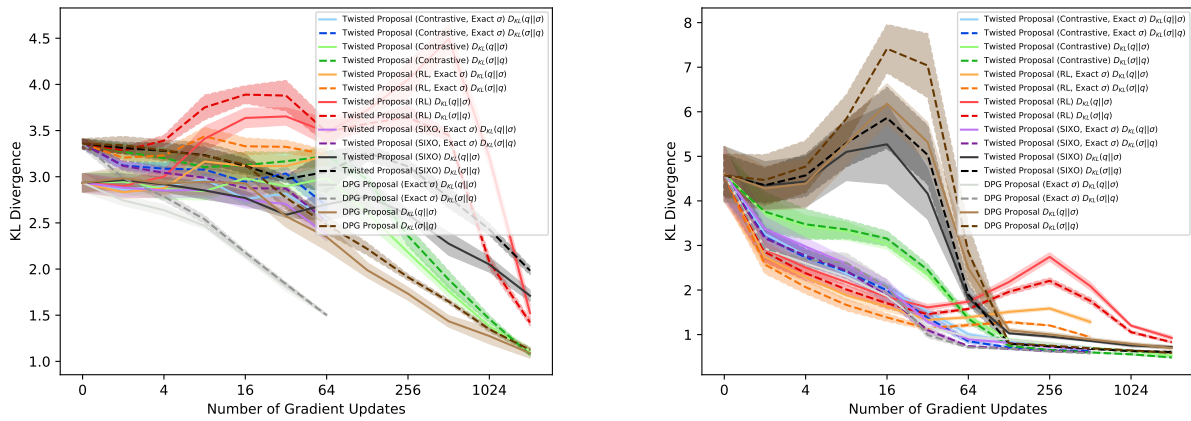 KL Divergence
4.5
4.0
3.5
3.0
2.5
2.0
1.5
1.0
0
4
16
64
256
1024
Number of Gradient Updates
Twisted Proposal (Contrastive, Exact σ) D_KL(q||σ)
Twisted Proposal (Contrastive, Exact σ) D_KL(σ||q)
Twisted Proposal (Contrastive) D_KL(q||σ)
Twisted Proposal (Contrastive) D_KL(σ||q)
Twisted Proposal (RL, Exact σ) D_KL(q||σ)
Twisted Proposal (RL, Exact σ) D_KL(σ||q)
Twisted Proposal (RL) D_KL(q||σ)
Twisted Proposal (RL) D_KL(σ||q)
Twisted Proposal (SIXO, Exact σ) D_KL(q||σ)
Twisted Proposal (SIXO, Exact σ) D_KL(σ||q)
Twisted Proposal (SIXO) D_KL(q||σ)
Twisted Proposal (SIXO) D_KL(σ||q)
DPG Proposal (Exact σ) D_KL(q||σ)
DPG Proposal (Exact σ) D_KL(σ||q)
DPG Proposal D_KL(q||σ)
DPG Proposal D_KL(σ||q)
KL Divergence
8
7
6
5
4
3
2
1
0
4
16
64
256
1024
Number of Gradient Updates
Twisted Proposal (Contrastive, Exact σ) D_KL(q||σ)
Twisted Proposal (Contrastive, Exact σ) D_KL(σ||q)
Twisted Proposal (Contrastive) D_KL(q||σ)
Twisted Proposal (Contrastive) D_KL(σ||q)
Twisted Proposal (RL, Exact σ) D_KL(q||σ)
Twisted Proposal (RL, Exact σ) D_KL(σ||q)
Twisted Proposal (RL) D_KL(q||σ)
Twisted Proposal (RL) D_KL(σ||q)
Twisted Proposal (SIXO, Exact σ) D_KL(q||σ)
Twisted Proposal (SIXO, Exact σ) D_KL(σ||q)
Twisted Proposal (SIXO) D_KL(q||σ)
Twisted Proposal (SIXO) D_KL(σ||q)
DPG Proposal (Exact σ) D_KL(q||σ)
DPG Proposal (Exact σ) D_KL(σ||q)
DPG Proposal D_KL(q||σ)
DPG Proposal D_KL(σ||q)